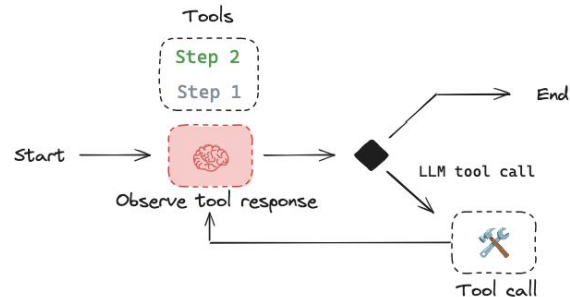 Tools
Step 2
Step 1
Start
End
LLM tool call
Observe tool response
Tool call